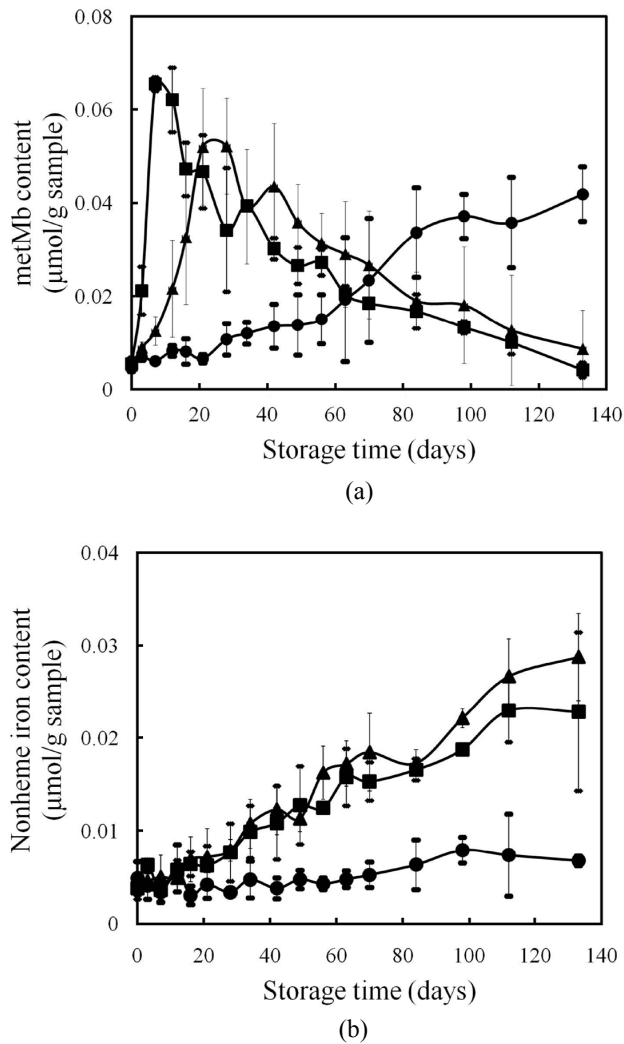 metMb content
(µmol/g sample)
0.08
0.06
0.04
0.02
0
0 20 40 60 80 100 120 140
Storage time (days)
(a)
Nonheme iron content
(µmol/g sample)
0.04
0.03
0.02
0.01
0
0 20 40 60 80 100 120 140
Storage time (days)
(b)